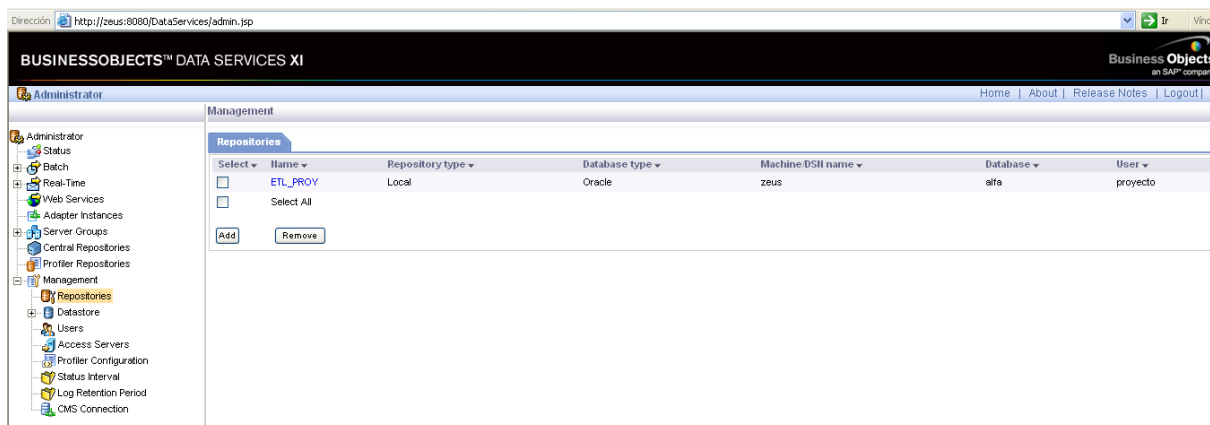 Dirección http://zeus:8080/DataServices/admin.jsp Ir
BUSINESSOBJECTS™ DATA SERVICES XI
Business Objects
an SAP® compan
Administrator
Home | About | Release Notes | Logout |
Management
Administrator
Status
Batch
Real-Time
Web Services
Adapter Instances
Server Groups
Central Repositories
Profiler Repositories
Management
Repositories
Datastore
Users
Access Servers
Profiler Configuration
Status Interval
Log Retention Period
CMS Connection
Repositories
Select Name Repository type Database type Machine/DSN name Database User
ETL_PROY Local Oracle zeus alfa proyecto
Select All
Add Remove